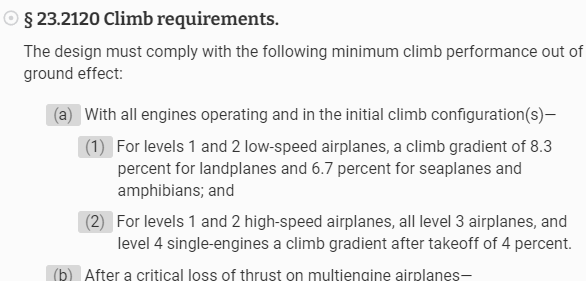 § 23.2120 Climb requirements.
The design must comply with the following minimum climb performance out of
ground effect:
(a) With all engines operating and in the initial climb configuration(s)—
(1) For levels 1 and 2 low-speed airplanes, a climb gradient of 8.3
percent for landplanes and 6.7 percent for seaplanes and
amphibians; and
(2) For levels 1 and 2 high-speed airplanes, all level 3 airplanes, and
level 4 single-engines a climb gradient after takeoff of 4 percent.
(b) After a critical loss of thrust on multiengine airplanes—